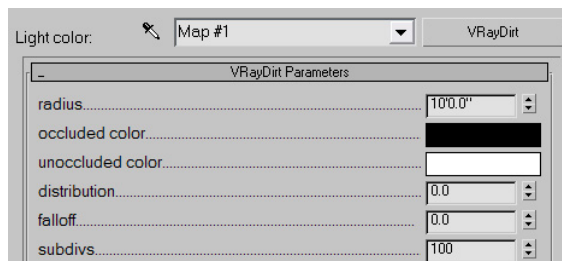 Light color: Map #1 VRayDirt
- VRayDirt Parameters
radius........................................................................................ 10'0.0"
occluded color.......................................................................
unoccluded color...................................................................
distribution................................................................................ 0.0
falloff......................................................................................... 0.0
subdivs..................................................................................... 100